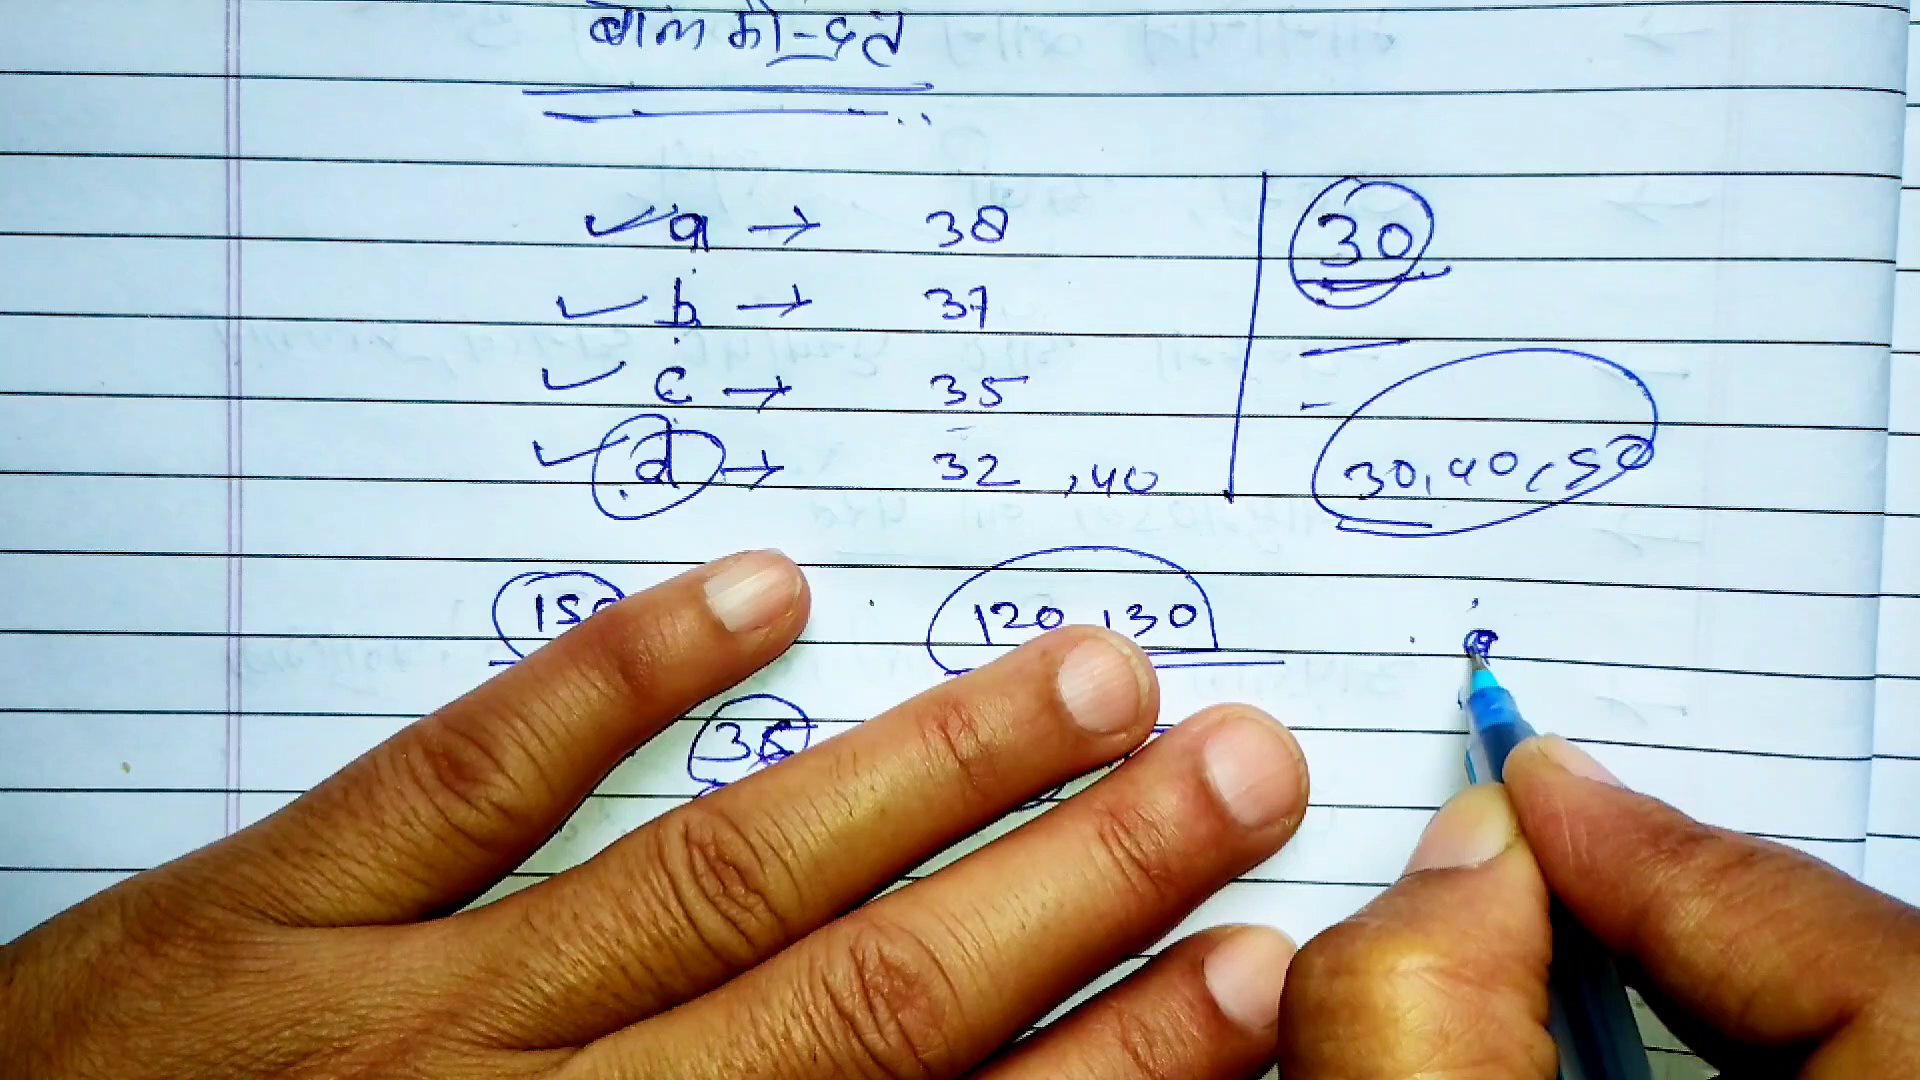 बाल केन्द्रित
a → 38
b → 37
c → 35
d → 32 , 40
30
30, 40, 50
120 130